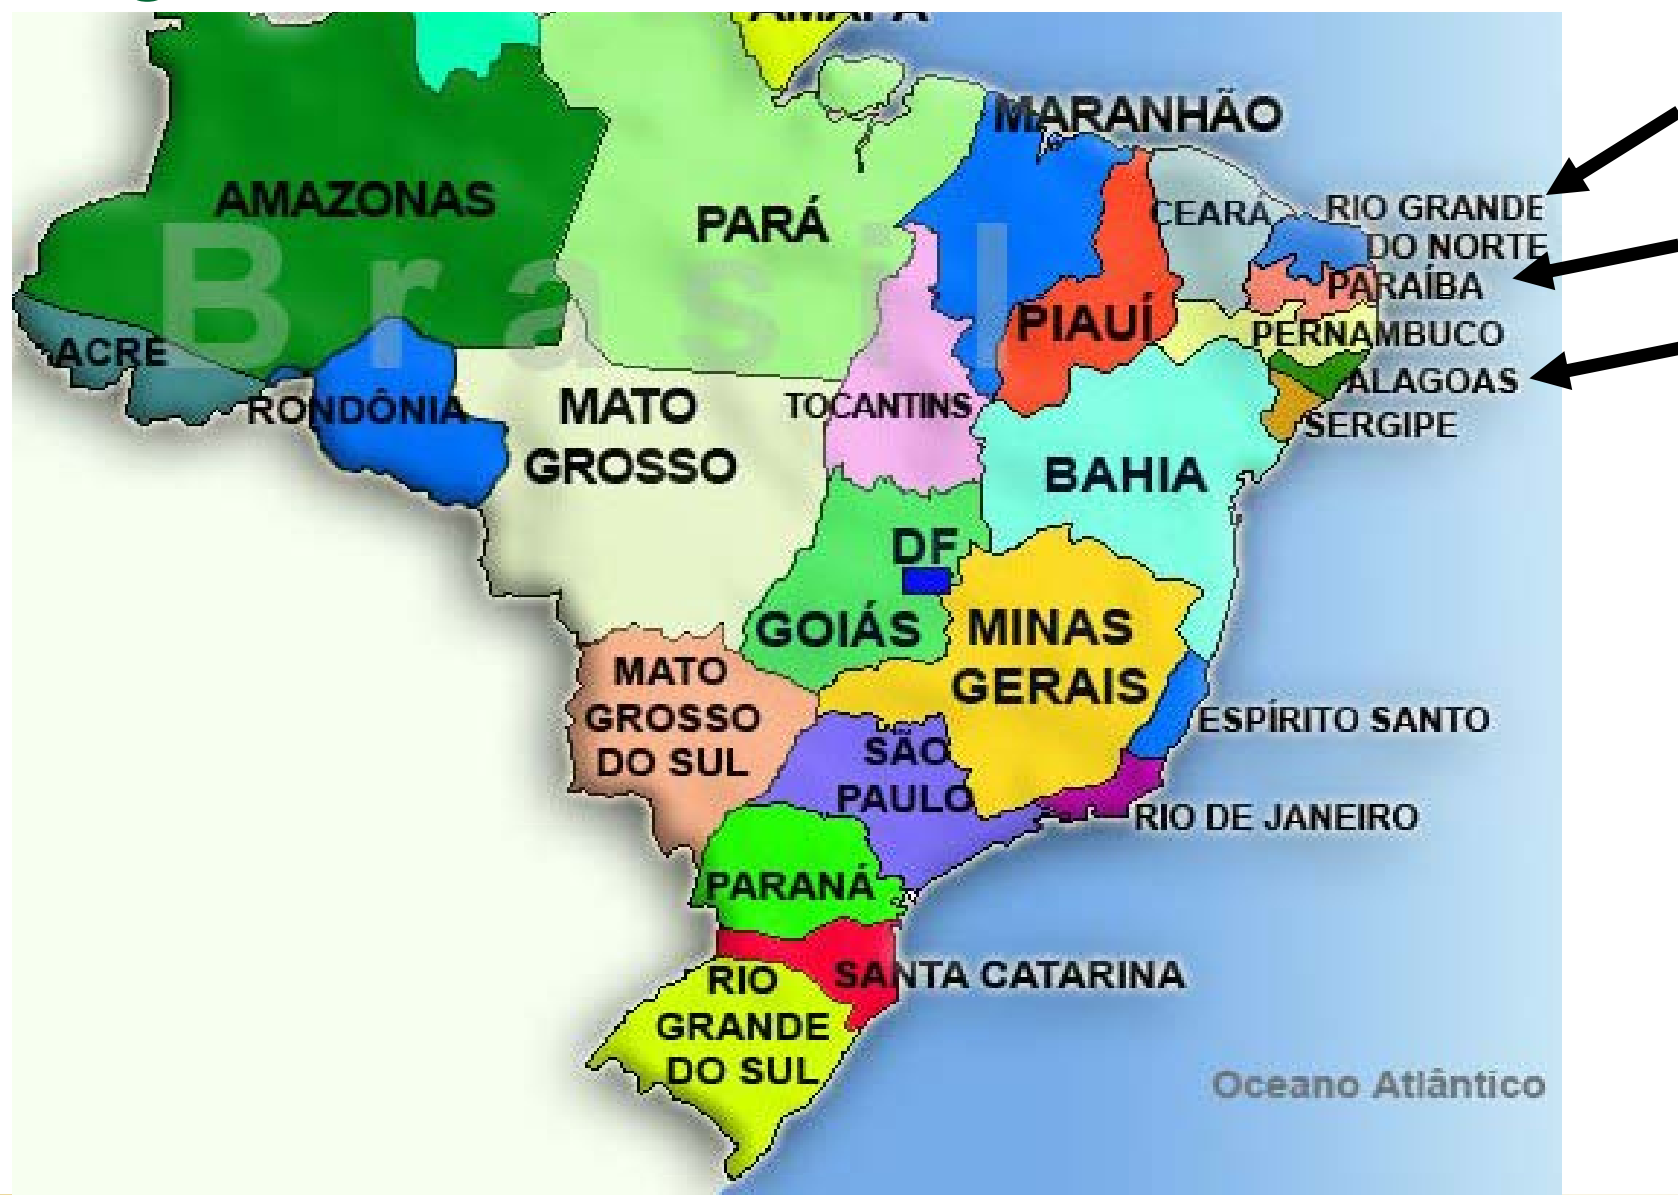 AMAPÁ
MARANHÃO
AMAZONAS
PARÁ
CEARÁ
RIO GRANDE
DO NORTE
Brasil
PARAÍBA
PIAUÍ
PERNAMBUCO
ACRE
ALAGOAS
RONDÔNIA
MATO
GROSSO
TOCANTINS
SERGIPE
BAHIA
DF
GOIÁS
MINAS
GERAIS
MATO
GROSSO
DO SUL
ESPÍRITO SANTO
SÃO
PAULO
RIO DE JANEIRO
PARANÁ
SANTA CATARINA
RIO
GRANDE
DO SUL
Oceano Atlântico